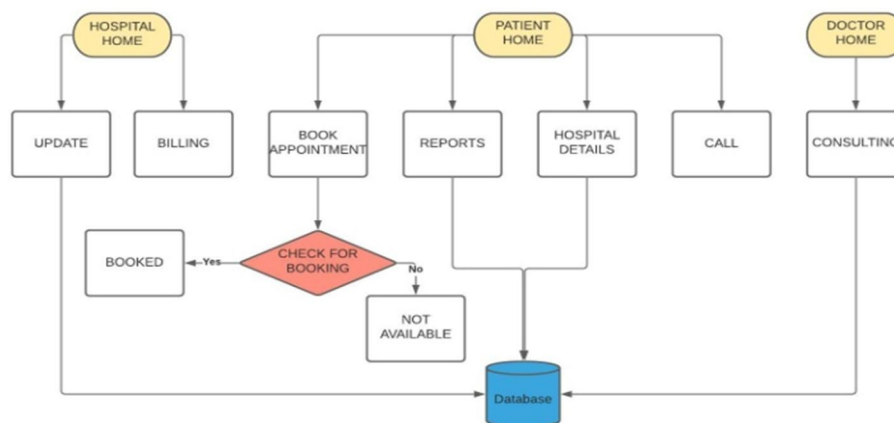 HOSPITAL
HOME
PATIENT
HOME
DOCTOR
HOME
UPDATE
BILLING
BOOK
APPOINTMENT
REPORTS
HOSPITAL
DETAILS
CALL
CONSULTING
BOOKED
Yes
CHECK FOR
BOOKING
No
NOT
AVAILABLE
Database